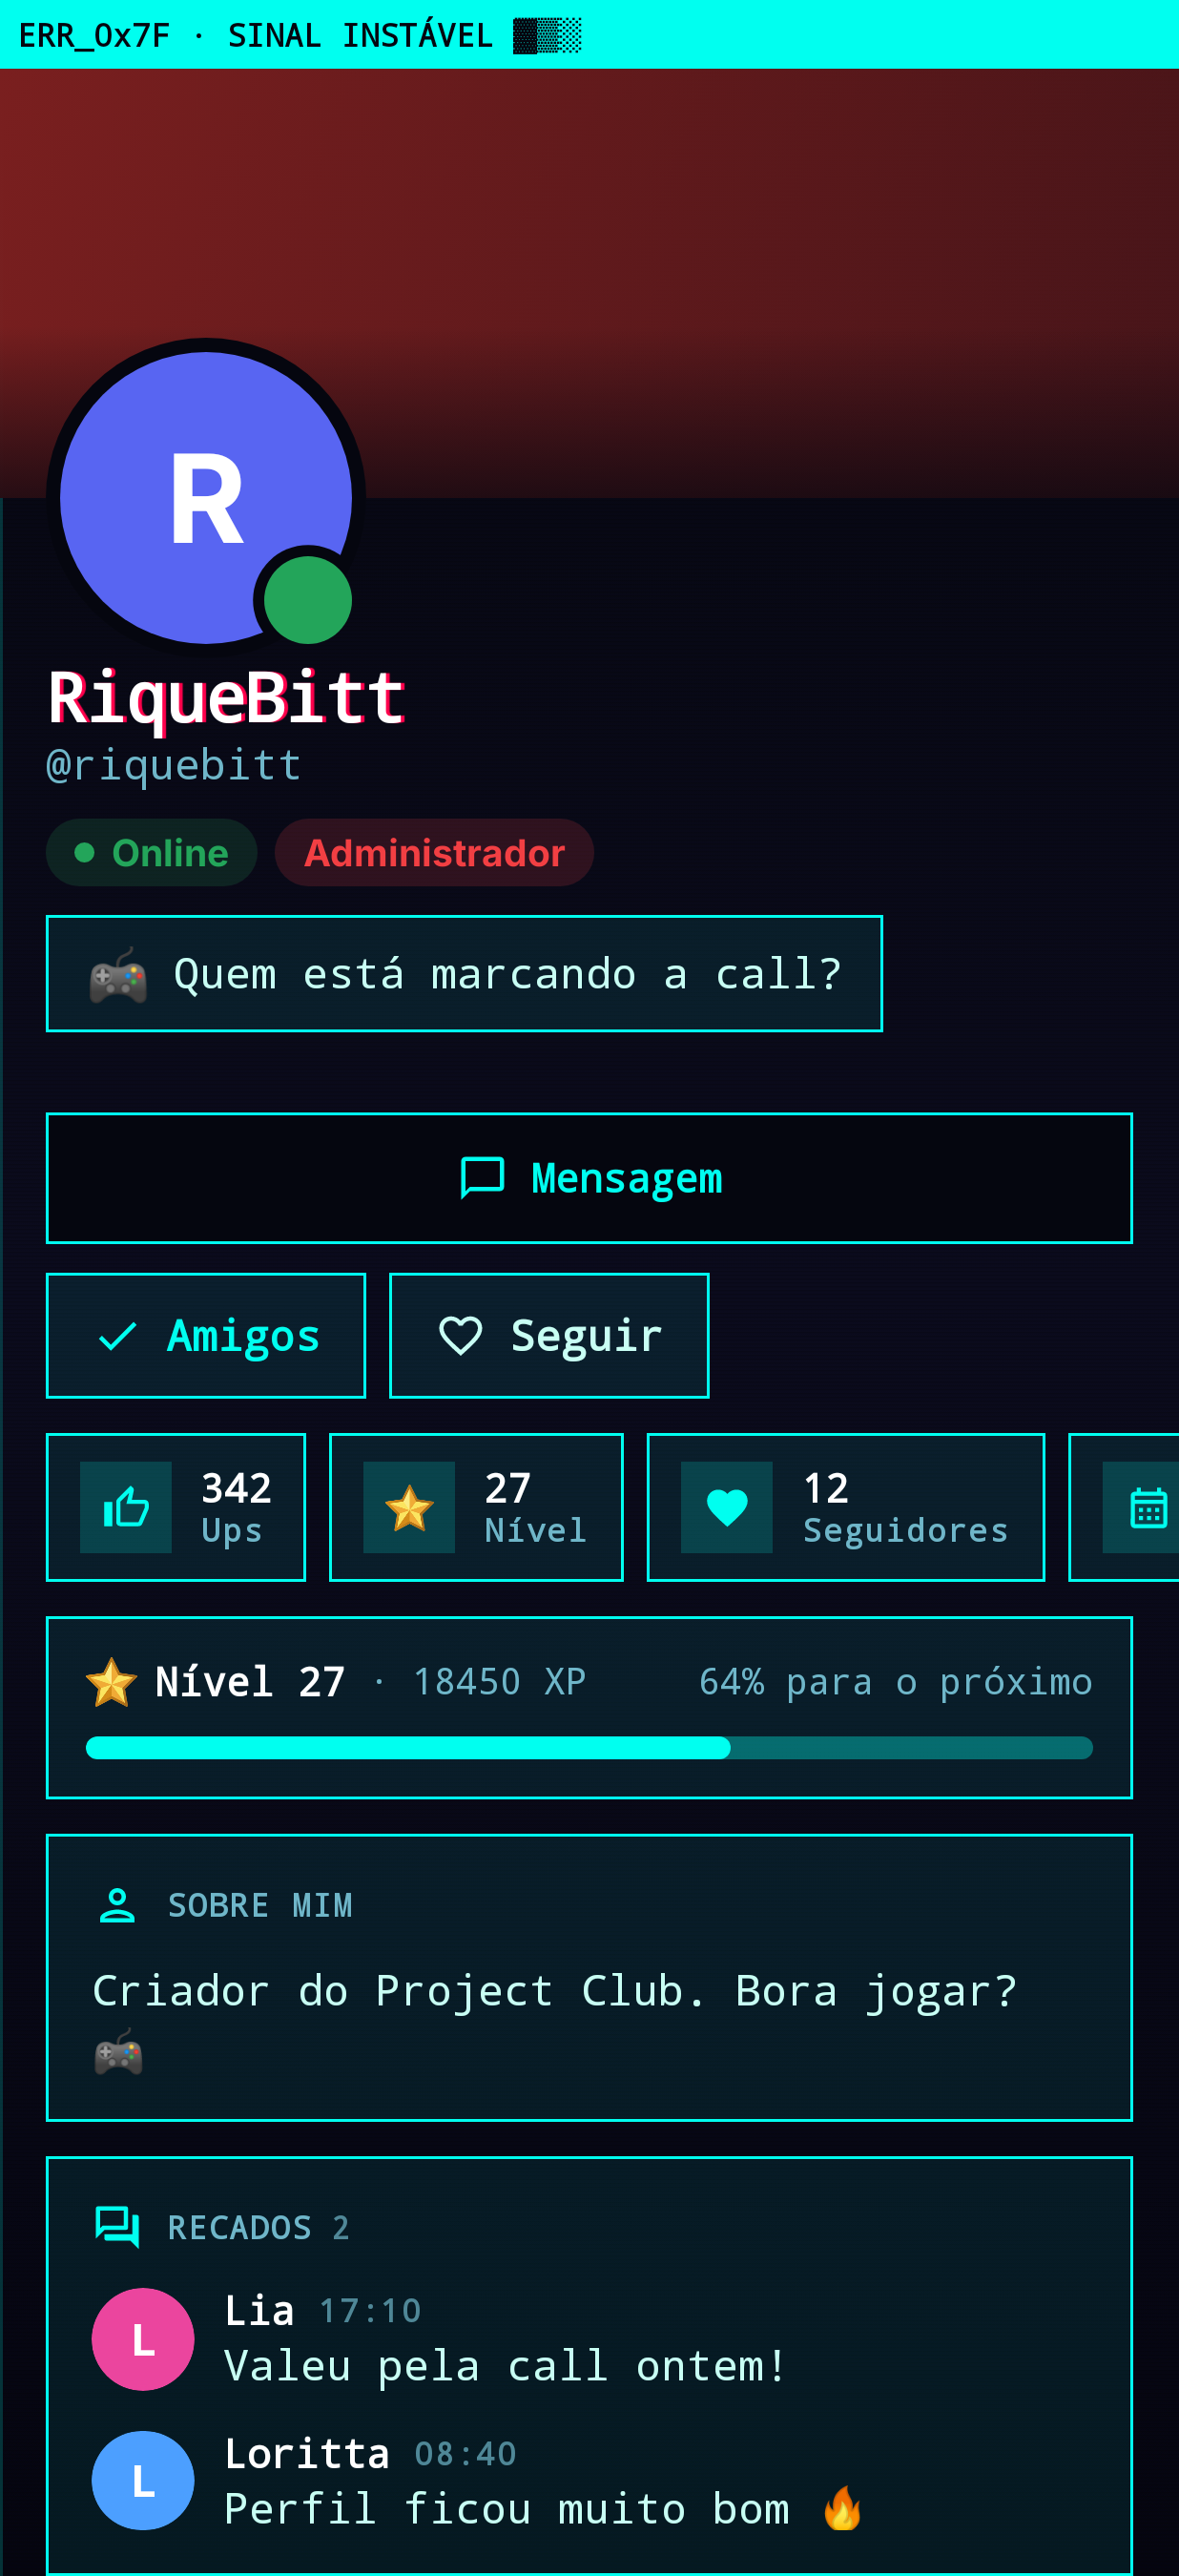 ERR_0x7F · SINAL INSTÁVEL ▓▒░
R
RiqueBitt
@riquebitt
Online
Administrador
🎮 Quem está marcando a call?
Mensagem
Amigos
Seguir
342
Ups
27
Nível
12
Seguidores
⭐ Nível 27 · 18450 XP
64% para o próximo
SOBRE MIM
Criador do Project Club. Bora jogar?
🎮
RECADOS 2
L
Lia 17:10
Valeu pela call ontem!
L
Loritta 08:40
Perfil ficou muito bom 🔥